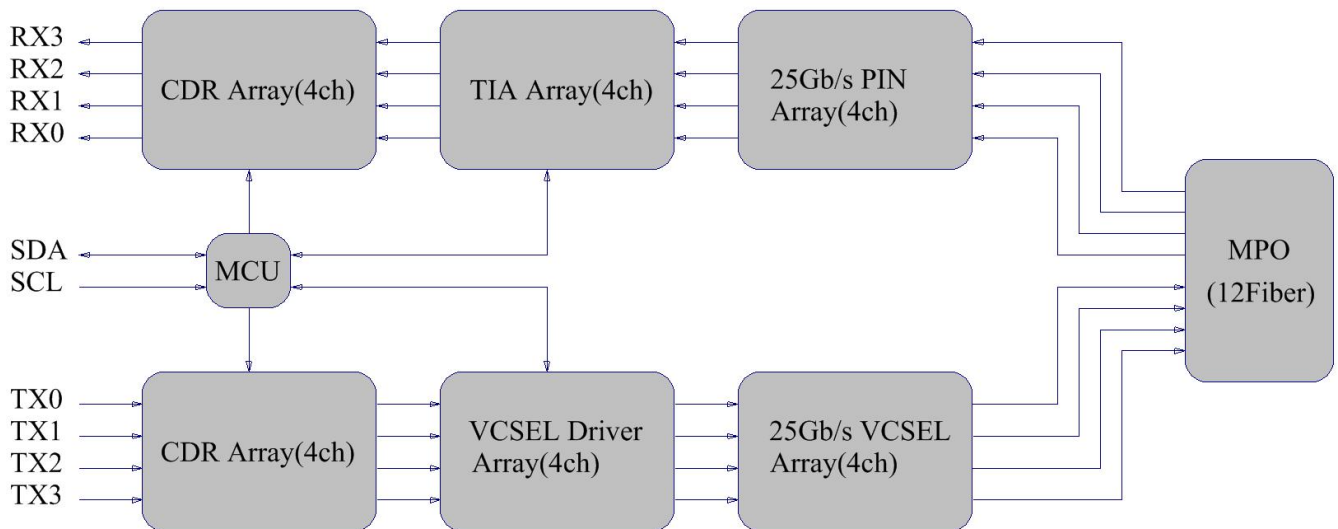 RX3
RX2
RX1
RX0
CDR Array(4ch)
TIA Array(4ch)
25Gb/s PIN
Array(4ch)
SDA
SCL
MCU
MPO
(12Fiber)
TX0
TX1
TX2
TX3
CDR Array(4ch)
VCSEL Driver
Array(4ch)
25Gb/s VCSEL
Array(4ch)